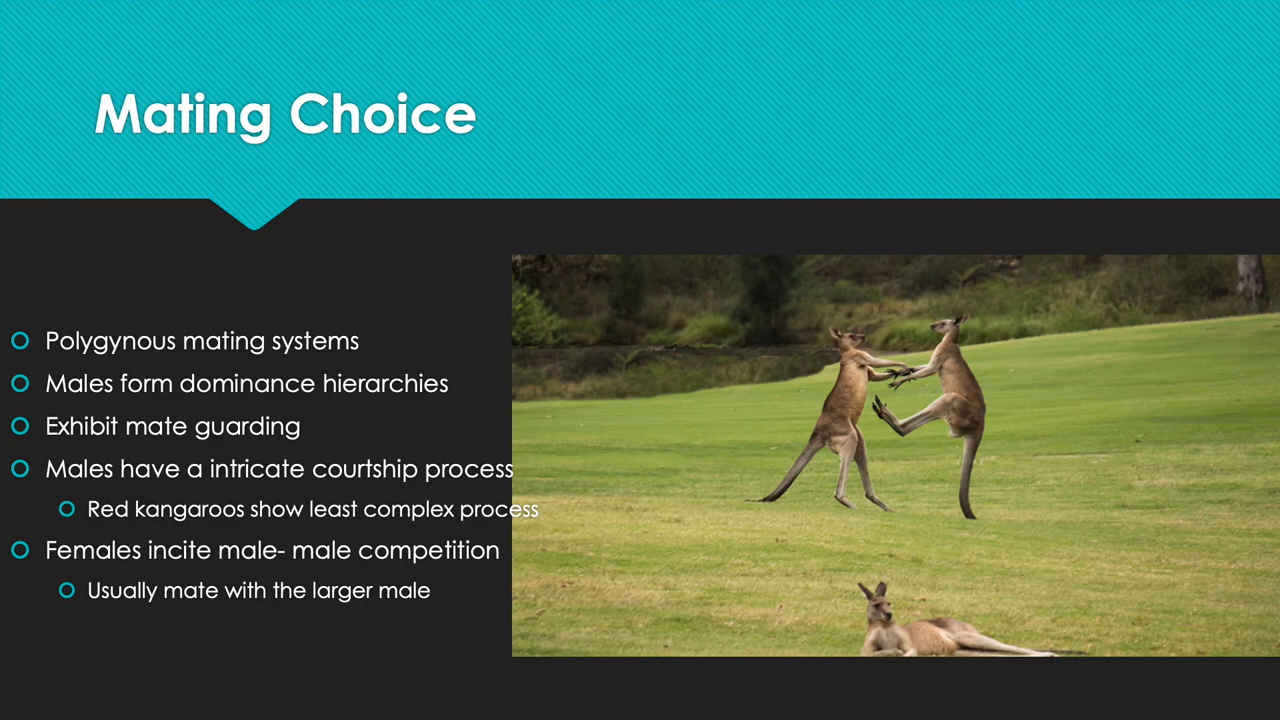 Mating Choice
Polygynous mating systems
Males form dominance hierarchies
Exhibit mate guarding
Males have a intricate courtship process
Red kangaroos show least complex process
Females incite male- male competition
Usually mate with the larger male